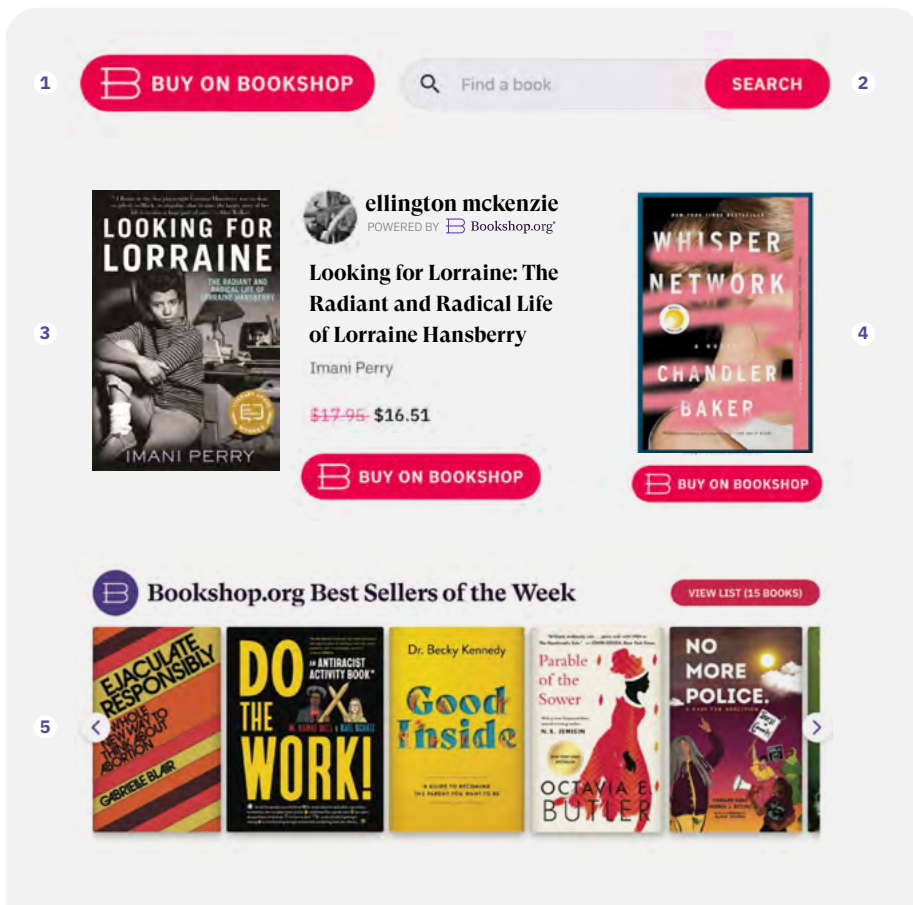 1
BUY ON BOOKSHOP
Find a book
SEARCH
2
3
LOOKING FOR
LORRAINE
THE RADIANT AND
RADICAL LIFE OF
LORRAINE HANSBERRY
IMANI PERRY
ellington mckenzie
POWERED BY Bookshop.org
Looking for Lorraine: The
Radiant and Radical Life
of Lorraine Hansberry
Imani Perry
$17.95 $16.51
BUY ON BOOKSHOP
NEW YORK TIMES BESTSELLER
WHISPER
NETWORK
A NOVEL
CHANDLER
BAKER
BUY ON BOOKSHOP
4
Bookshop.org Best Sellers of the Week
VIEW LIST (15 BOOKS)
5
EJACULATE
RESPONSIBLY
A WHOLE
NEW WAY TO
THINK ABOUT
ABORTION
GABRIELLE BLAIR
DO
THE
WORK!
AN ANTIRACIST
ACTIVITY BOOK
W. KAMAU BELL & KATE SCHATZ
Dr. Becky Kennedy
Good
Inside
A GUIDE TO BECOMING
THE PARENT YOU WANT TO BE
Parable
of the
Sower
N. K. JEMISIN
OCTAVIA E.
BUTLER
NO
MORE
POLICE.
A CASE FOR ABOLITION